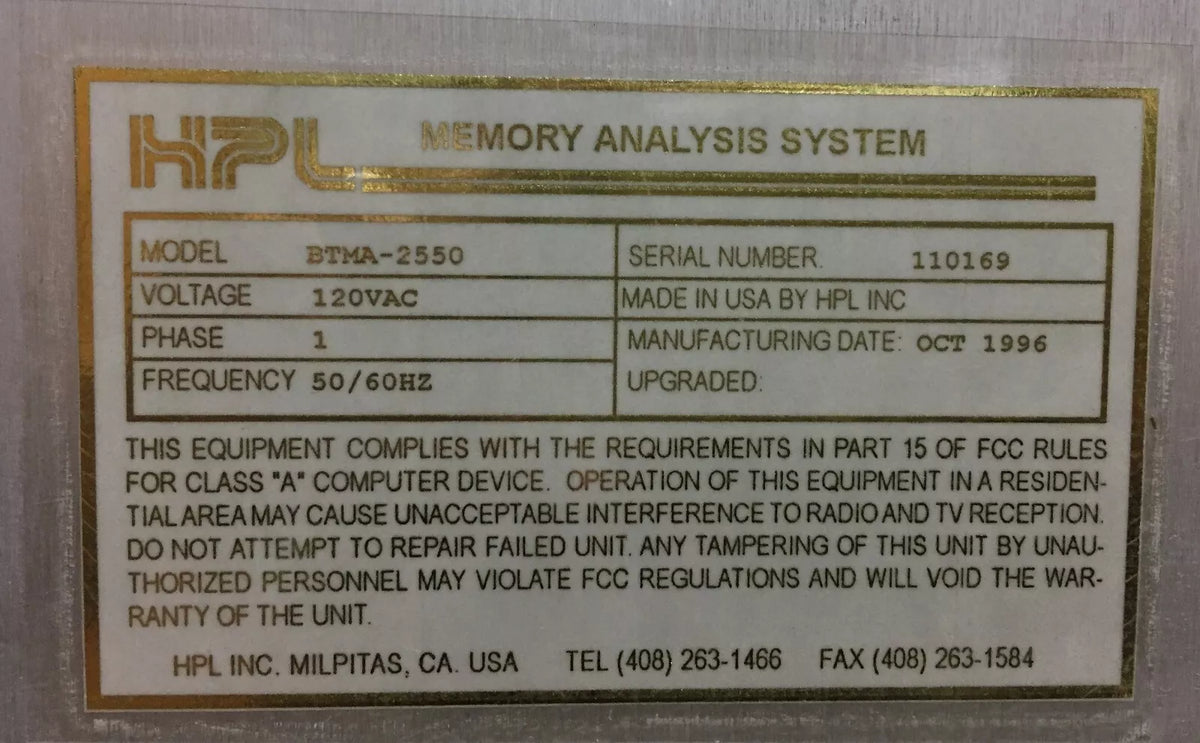 HPL MEMORY ANALYSIS SYSTEM
MODEL BTMA-2550 SERIAL NUMBER. 110169
VOLTAGE 120VAC MADE IN USA BY HPL INC
PHASE 1 MANUFACTURING DATE: OCT 1996
FREQUENCY 50/60HZ UPGRADED:
THIS EQUIPMENT COMPLIES WITH THE REQUIREMENTS IN PART 15 OF FCC RULES
FOR CLASS "A" COMPUTER DEVICE. OPERATION OF THIS EQUIPMENT IN A RESIDEN-
TIAL AREA MAY CAUSE UNACCEPTABLE INTERFERENCE TO RADIO AND TV RECEPTION.
DO NOT ATTEMPT TO REPAIR FAILED UNIT. ANY TAMPERING OF THIS UNIT BY UNAU-
THORIZED PERSONNEL MAY VIOLATE FCC REGULATIONS AND WILL VOID THE WAR-
RANTY OF THE UNIT.
HPL INC. MILPITAS, CA. USA TEL (408) 263-1466 FAX (408) 263-1584